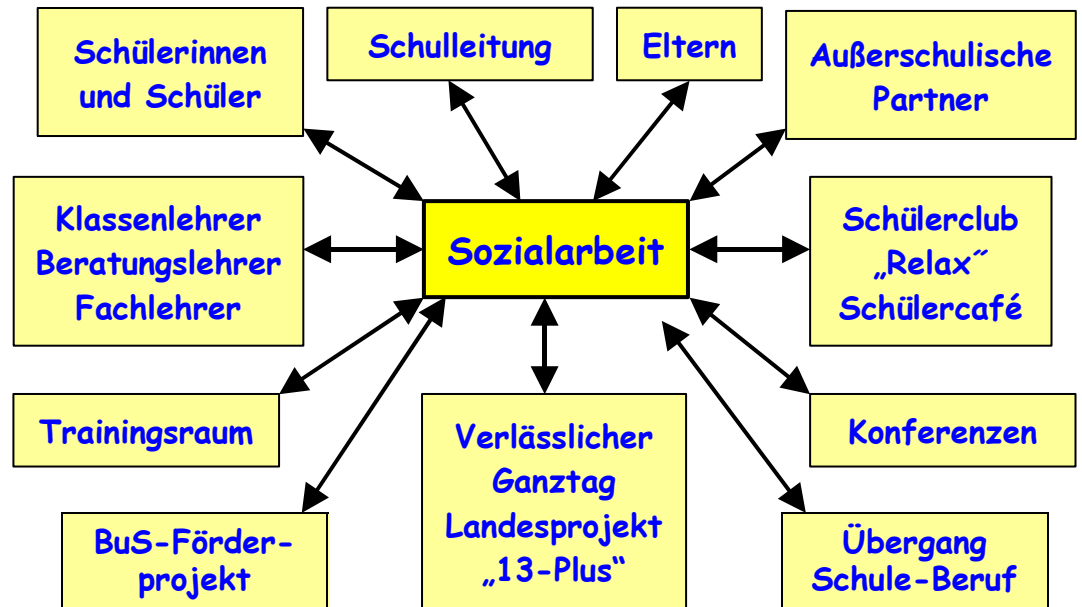 Schülerinnen
und Schüler
Schulleitung
Eltern
Außerschulische
Partner
Klassenlehrer
Beratungslehrer
Fachlehrer
Sozialarbeit
Schülerclub
„Relax˝
Schülercafé
Trainingsraum
Verlässlicher
Ganztag
Landesprojekt
„13-Plus“
Konferenzen
BuS-Förder-
projekt
Übergang
Schule-Beruf